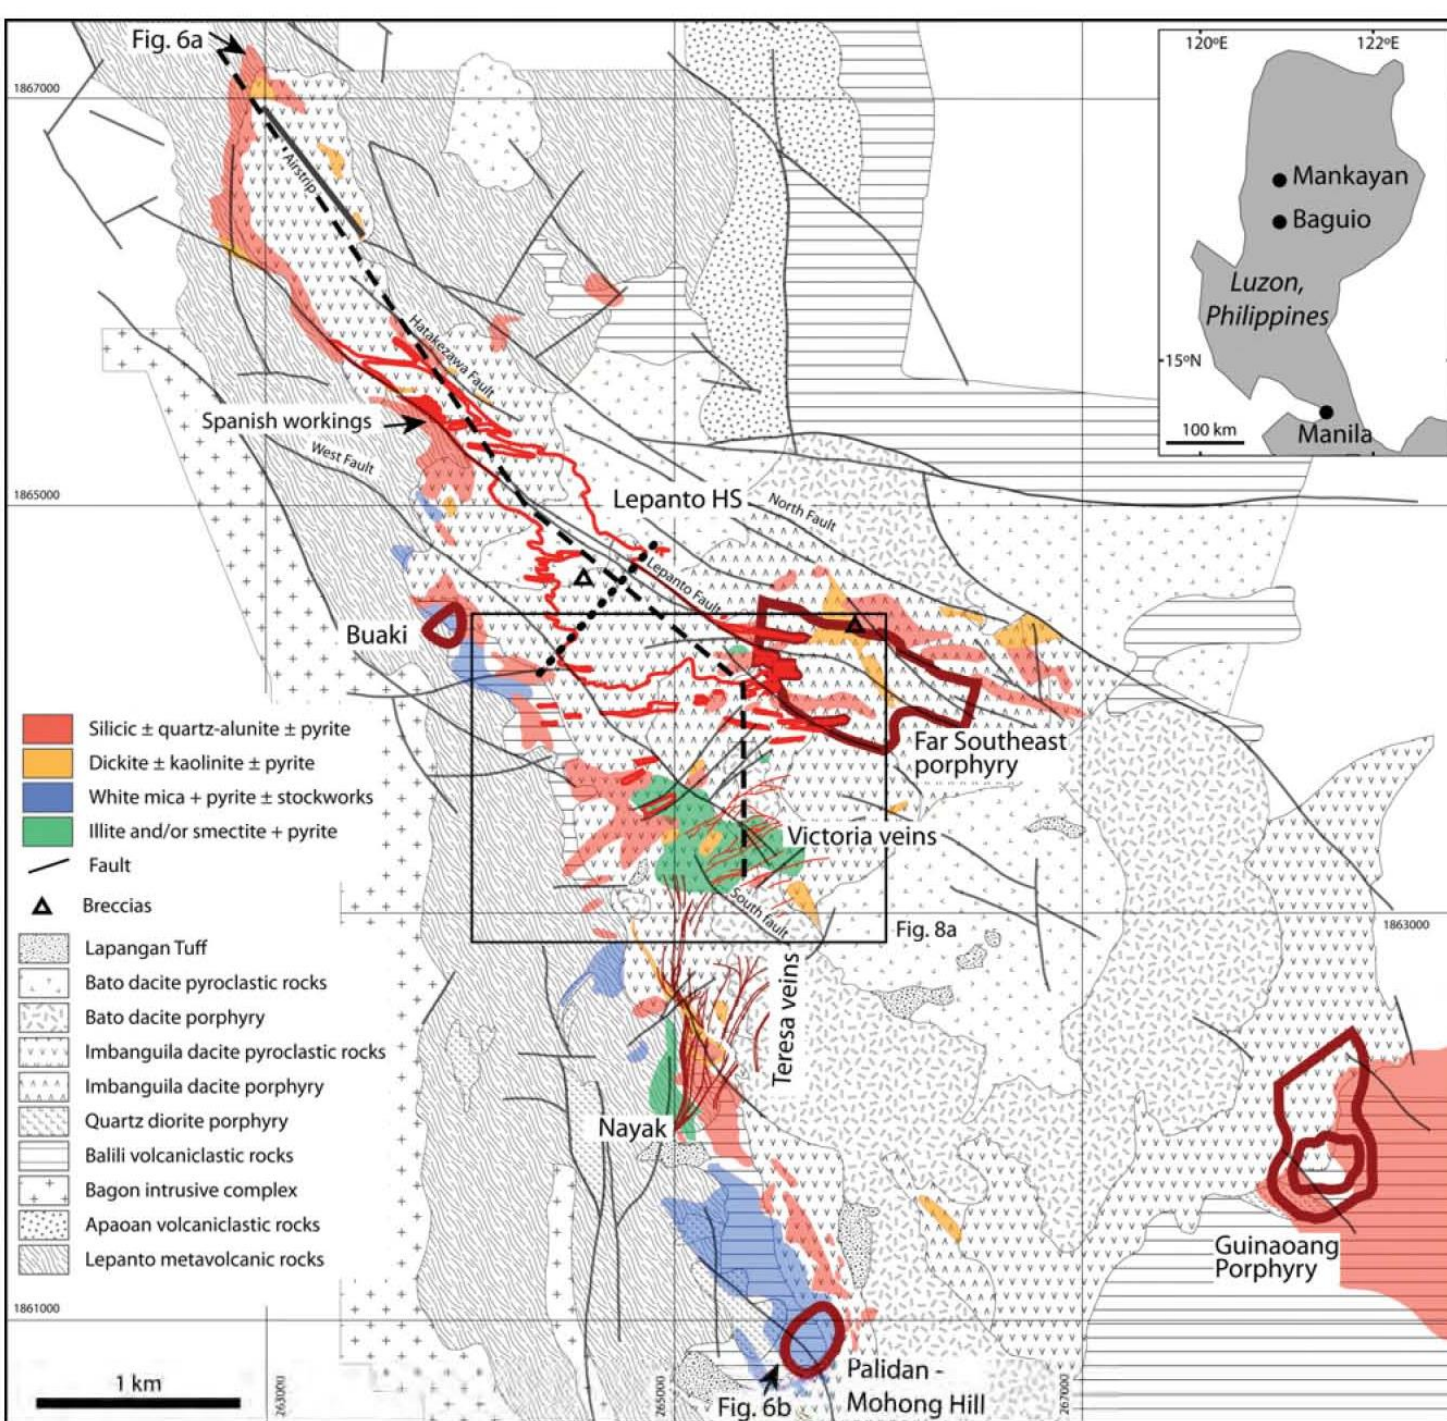 Fig. 6a
120ºE
122ºE
1867000
Airstrip
Mankayan
Baguio
Luzon,
Philippines
15ºN
100 km
Manila
Hatakezawa Fault
Spanish workings
West Fault
1865000
Lepanto HS
North Fault
Lepanto Fault
Buaki
Far Southeast
porphyry
Victoria veins
South fault
Fig. 8a
1863000
Teresa veins
Nayak
Guinaoang
Porphyry
Silicic ± quartz-alunite ± pyrite
Dickite ± kaolinite ± pyrite
White mica + pyrite ± stockworks
Illite and/or smectite + pyrite
Fault
Breccias
Lapangan Tuff
Bato dacite pyroclastic rocks
Bato dacite porphyry
Imbanguila dacite pyroclastic rocks
Imbanguila dacite porphyry
Quartz diorite porphyry
Balili volcaniclastic rocks
Bagon intrusive complex
Apaoan volcaniclastic rocks
Lepanto metavolcanic rocks
1861000
1 km
263000
265000
267000
Palidan -
Mohong Hill
Fig. 6b